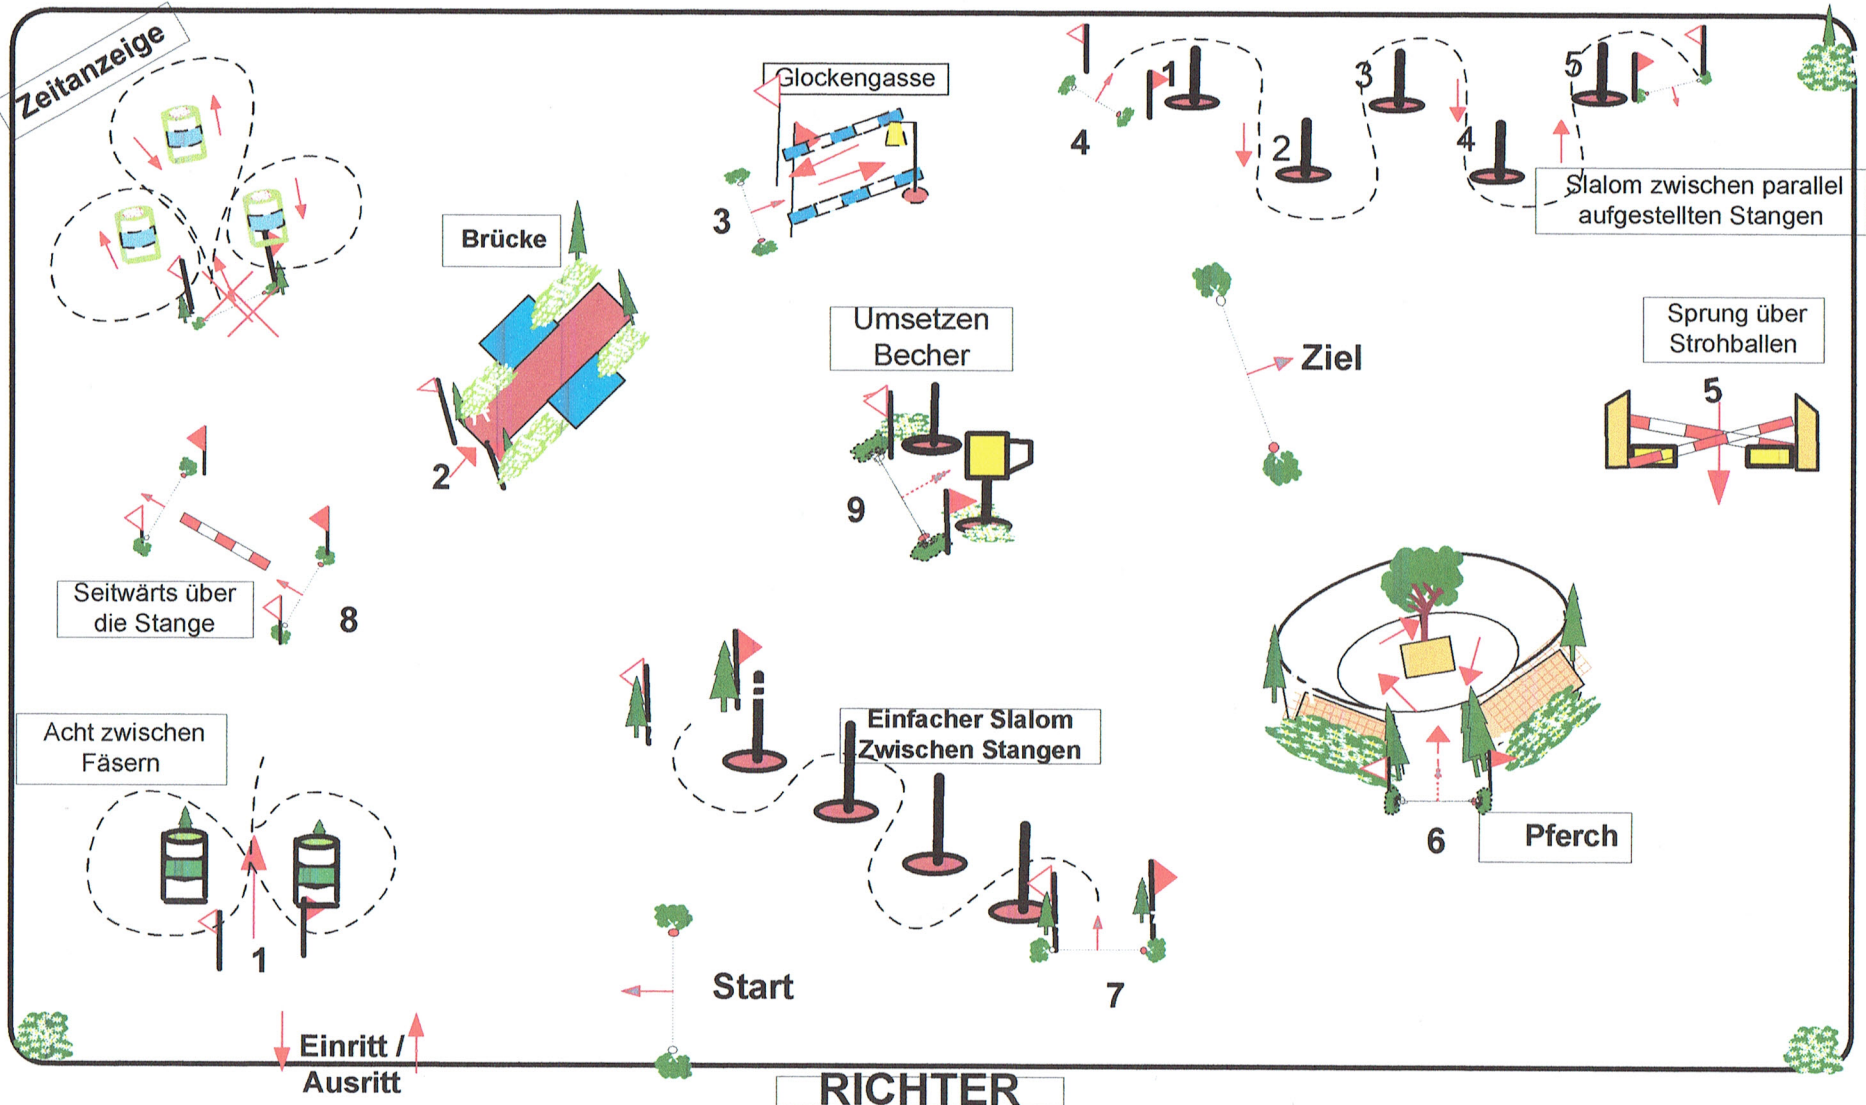 Zeitanzeige
Glockengasse
1
3
5
2
4
4
Slalom zwischen parallel
aufgestellten Stangen
3
Brücke
2
Umsetzen
Becher
9
Ziel
Sprung über
Strohballen
5
Seitwärts über
die Stange
8
Acht zwischen
Fäsern
1
Einfacher Slalom
Zwischen Stangen
7
6
Pferch
Start
Einritt /
Ausritt
RICHTER